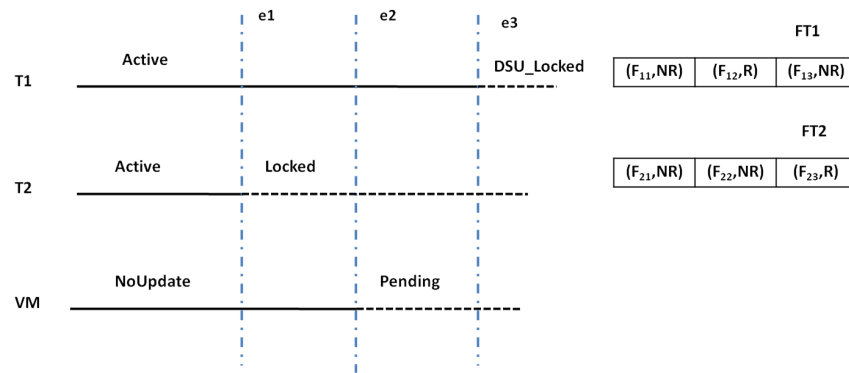 e1 e2 e3
FT1
Active
DSU_Locked
T1
(F11,NR) (F12,R) (F13,NR)
FT2
Active Locked
T2
(F21,NR) (F22,NR) (F23,R)
NoUpdate Pending
VM